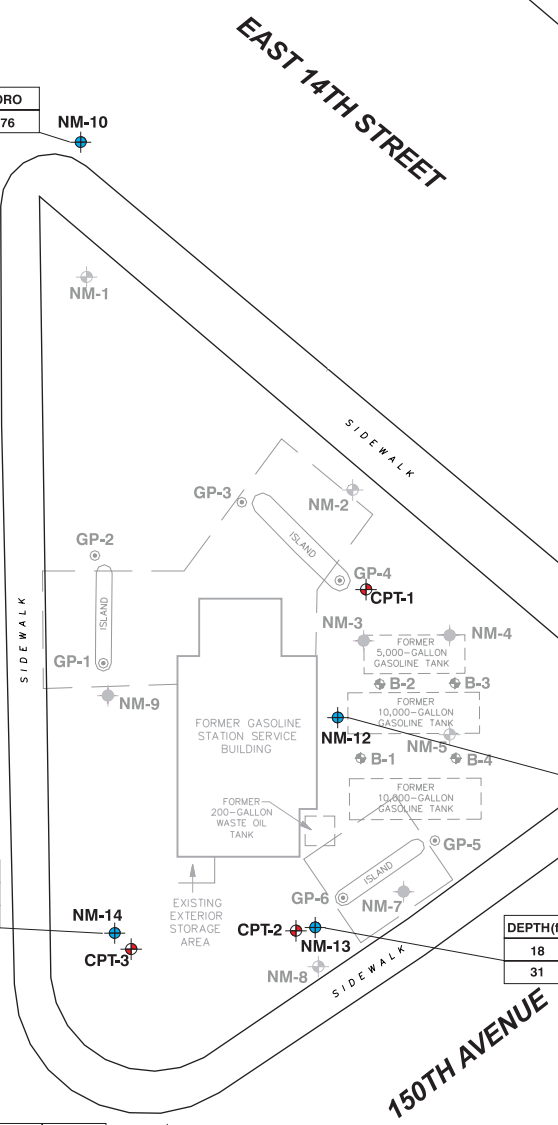 EAST 14TH STREET
ORO
76
NM-10
NM-1
SIDEWALK
GP-3
NM-2
ISLAND
GP-2
GP-4
CPT-1
SIDEWALK
ISLAND
NM-3
NM-4
FORMER
5,000-GALLON
GASOLINE TANK
GP-1
B-2
B-3
NM-9
FORMER
10,000-GALLON
GASOLINE TANK
FORMER GASOLINE
STATION SERVICE
BUILDING
NM-12
NM-5
B-1
B-4
FORMER
10,000-GALLON
GASOLINE TANK
FORMER
200-GALLON
WASTE OIL
TANK
GP-5
ISLAND
GP-6
NM-7
EXISTING
EXTERIOR
STORAGE
AREA
NM-14
CPT-3
CPT-2
NM-13
NM-8
SIDEWALK
DEPTH(f
18
31
150TH AVENUE